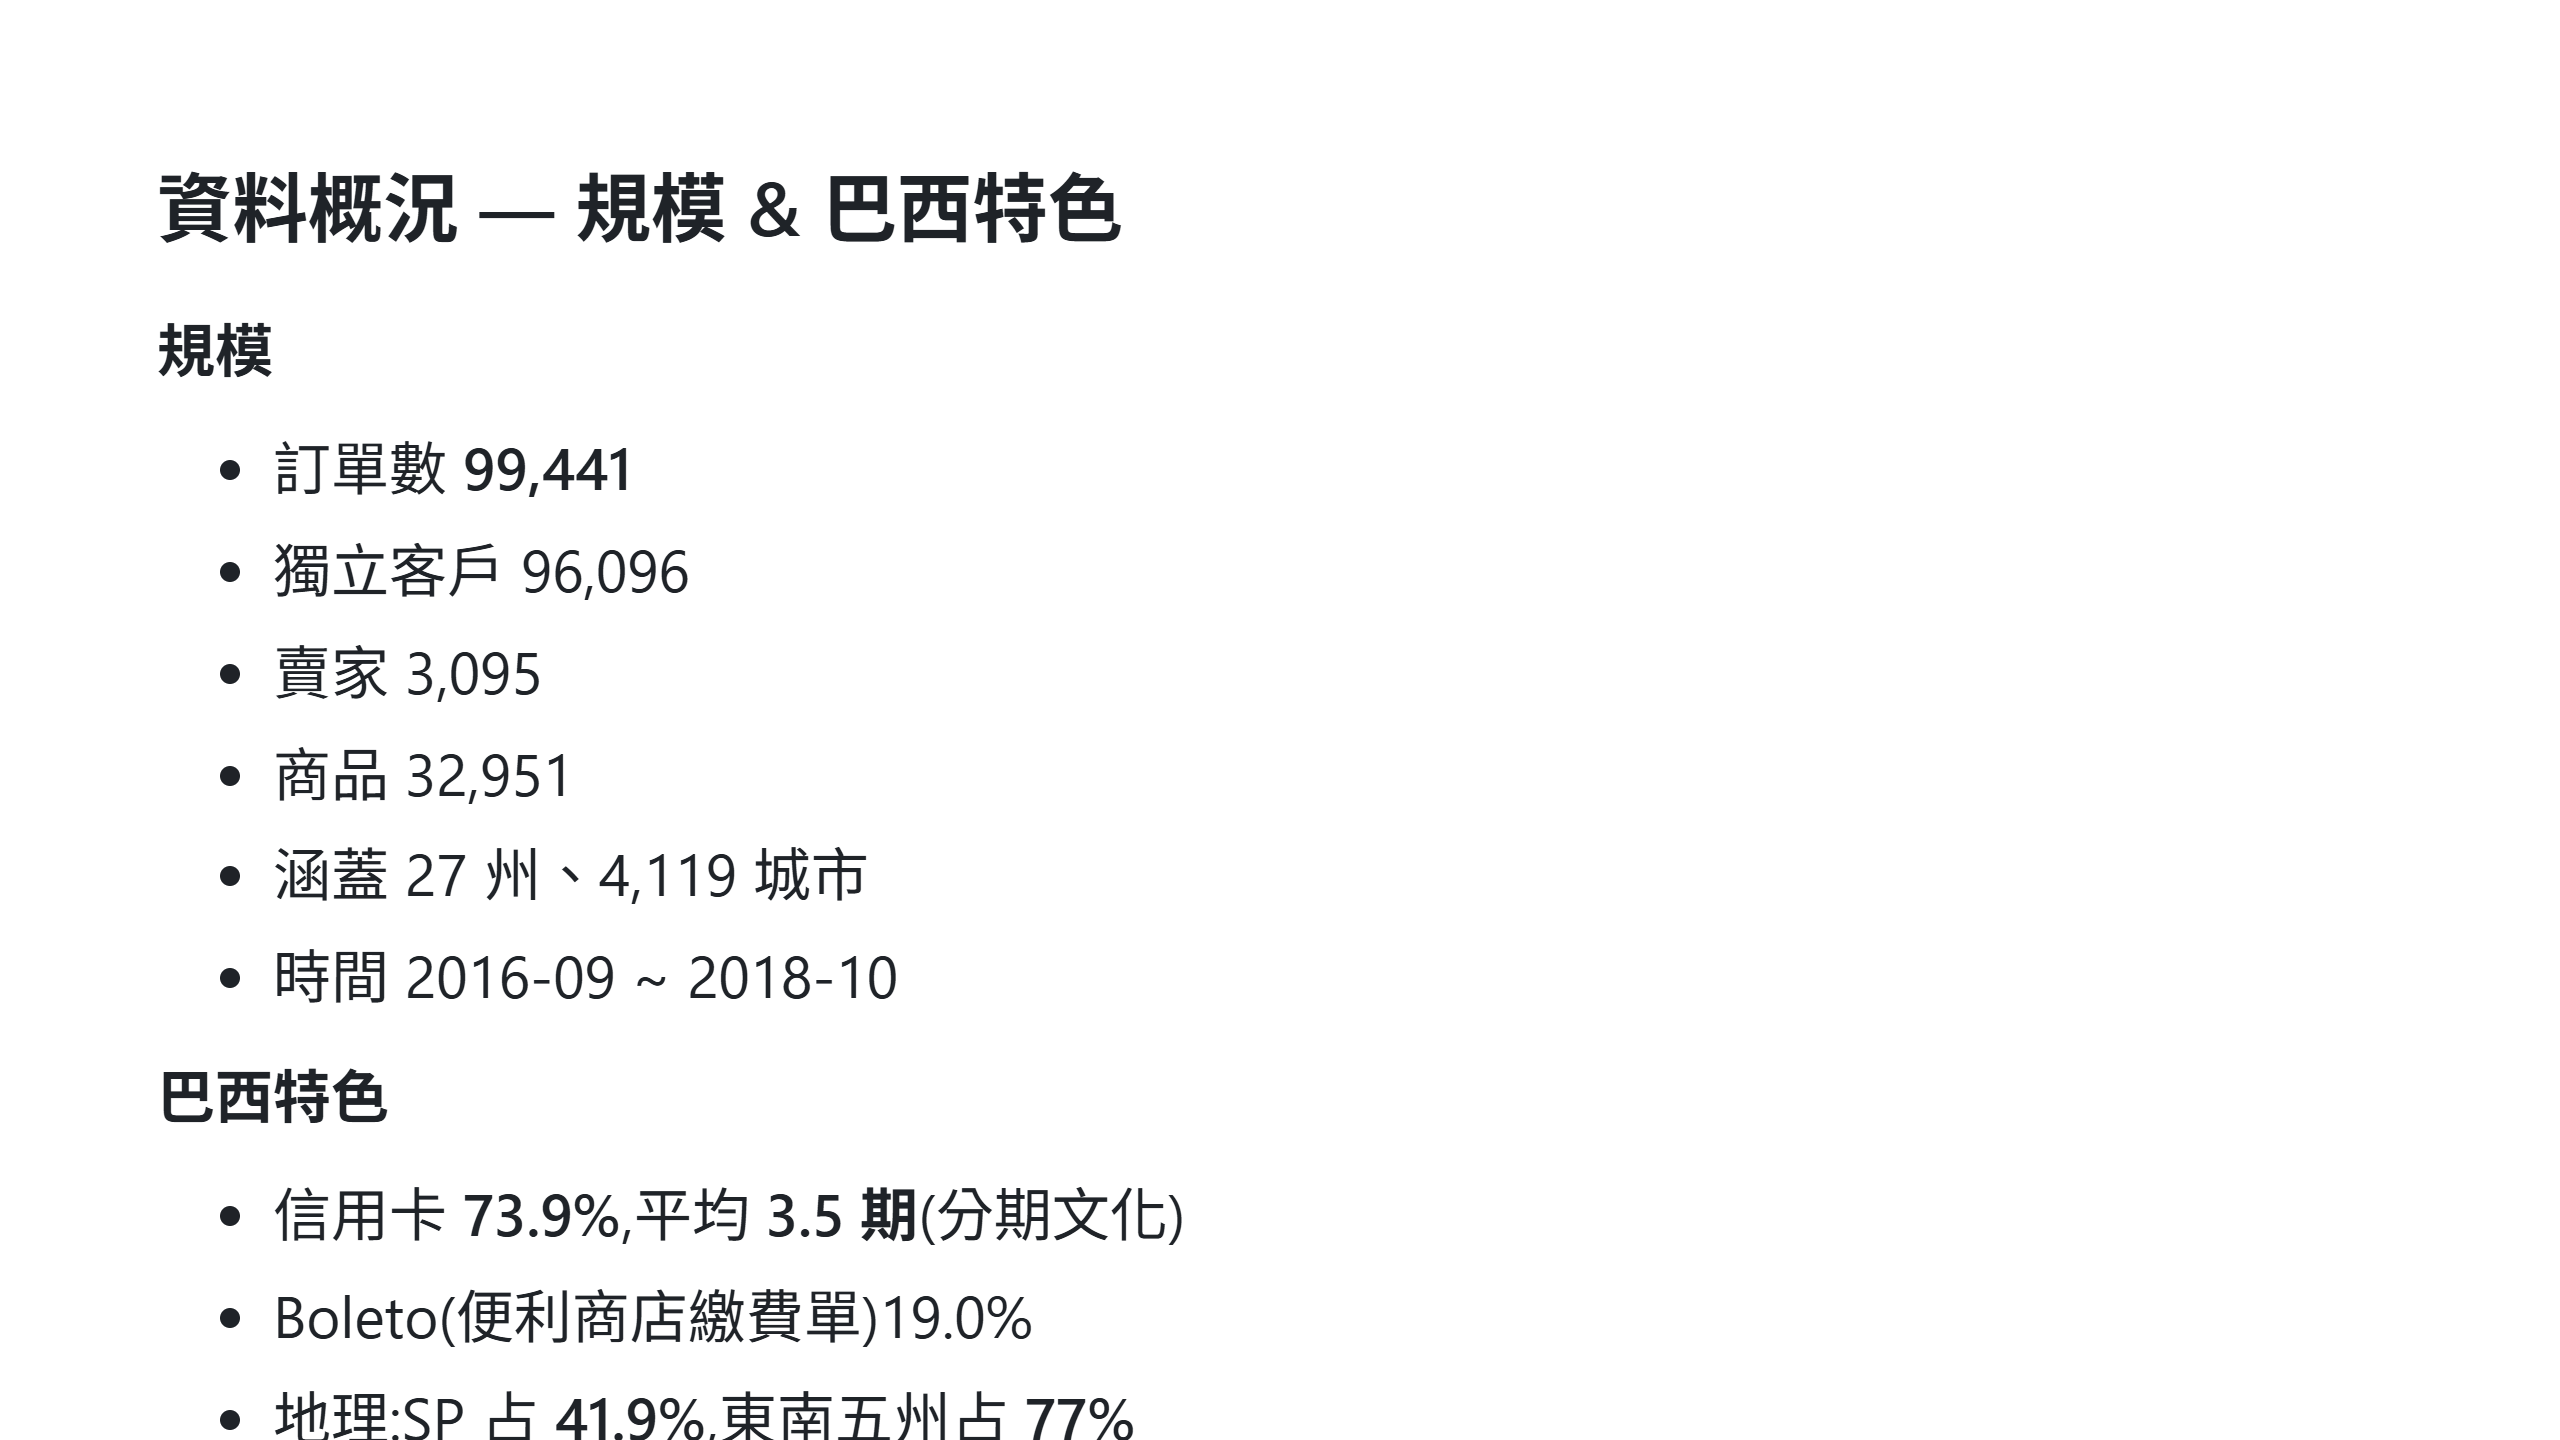 資料概況 — 規模 & 巴西特色
規模
• 訂單數 99,441
• 獨立客戶 96,096
• 賣家 3,095
• 商品 32,951
• 涵蓋 27 州、4,119 城市
• 時間 2016-09 ~ 2018-10
巴西特色
• 信用卡 73.9%,平均 3.5 期(分期文化)
• Boleto(便利商店繳費單)19.0%
• 地理:SP 占 41.9%,東南五州占 77%